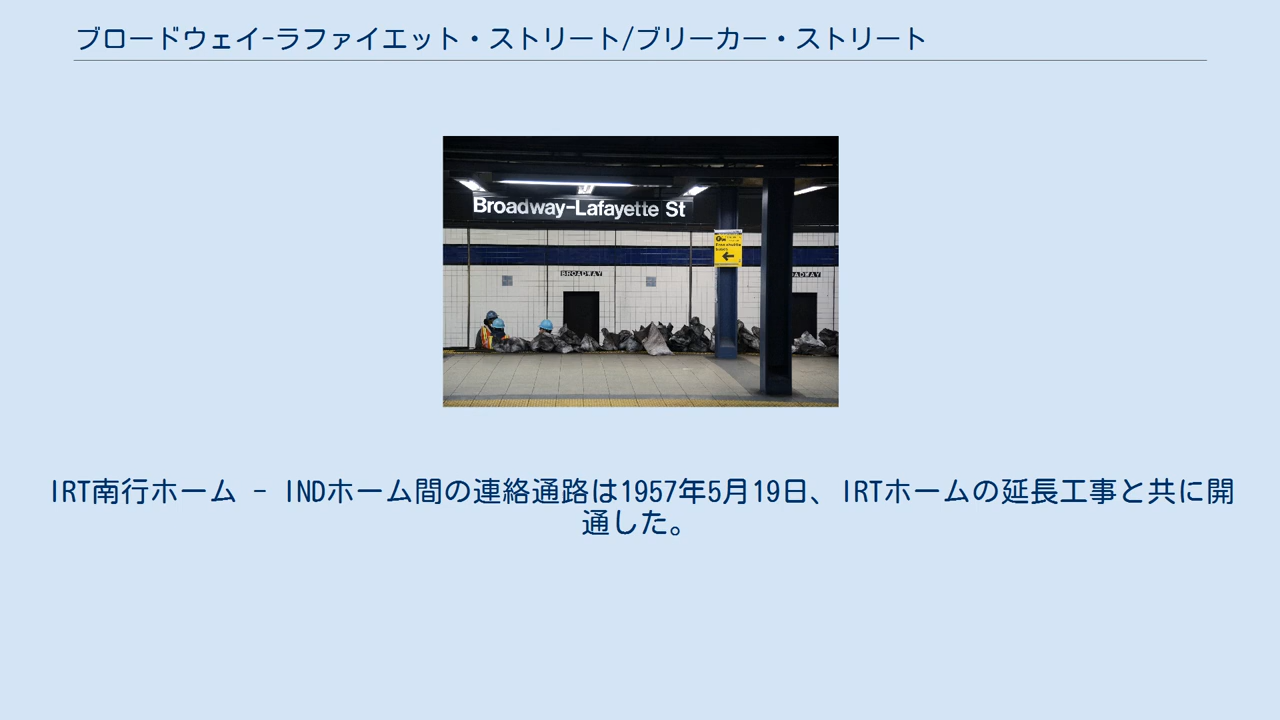 ブロードウェイ-ラファイエット・ストリート/ブリーカー・ストリート
Broadway-Lafayette St
BROADWAY
IRT南行ホーム - INDホーム間の連絡通路は1957年5月19日、IRTホームの延長工事と共に開
通した。